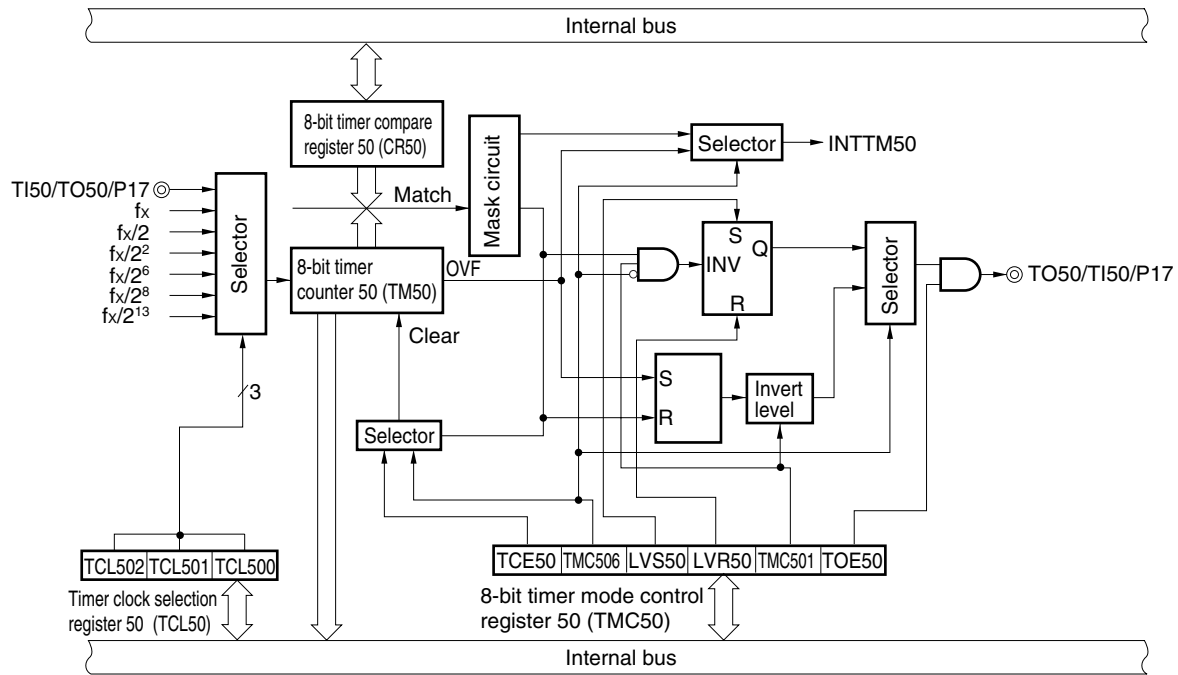 Internal bus
8-bit timer compare
register 50 (CR50)
Mask circuit
Selector
INTTM50
TI50/TO50/P17
fx
fx/2
fx/2²
fx/2⁶
fx/2⁸
fx/2¹³
Selector
Match
8-bit timer
counter 50 (TM50)
OVF
Clear
S
INV
Q
R
Selector
TO50/TI50/P17
3
S
R
Invert
level
Selector
TCL502 TCL501 TCL500
Timer clock selection
register 50 (TCL50)
TCE50 TMC506 LVS50 LVR50 TMC501 TOE50
8-bit timer mode control
register 50 (TMC50)
Internal bus